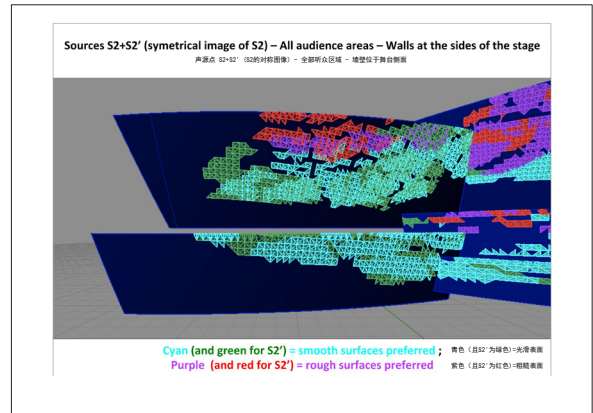 Sources S2+S2’ (symetrical image of S2) – All audience areas – Walls at the sides of the stage
声源点 S2+S2' (S2的对称图像) - 全部听众区域 - 墙壁位于舞台侧面
Cyan (and green for S2’) = smooth surfaces preferred ; 青色 (且S2'为绿色)=光滑表面
Purple (and red for S2’) = rough surfaces preferred 紫色 (且S2'为红色)=粗糙表面